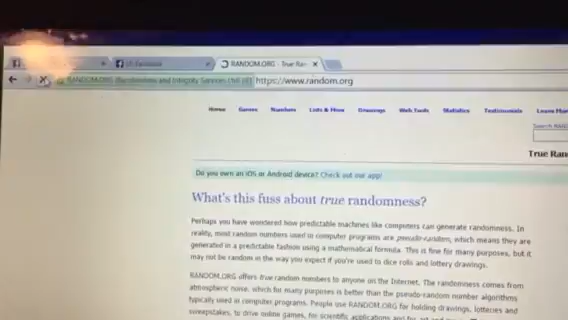 Facebook
RANDOM.ORG - True Ran
RANDOM.ORG (Randomness and Integrity Services Ltd) [IE] https://www.random.org
Home Games Numbers Lists & More Drawings Web Tools Statistics Testimonials Learn More
Search RAND
True Ran
Do you own an iOS or Android device? Check out our app!
What's this fuss about true randomness?
Perhaps you have wondered how predictable machines like computers can generate randomness. In
reality, most random numbers used in computer programs are pseudo-random, which means they are
generated in a predictable fashion using a mathematical formula. This is fine for many purposes, but it
may not be random in the way you expect if you're used to dice rolls and lottery drawings.
RANDOM.ORG offers true random numbers to anyone on the Internet. The randomness comes from
atmospheric noise, which for many purposes is better than the pseudo-random number algorithms
typically used in computer programs. People use RANDOM.ORG for holding drawings, lotteries and
sweepstakes, to drive online games, for scientific applications and for art and